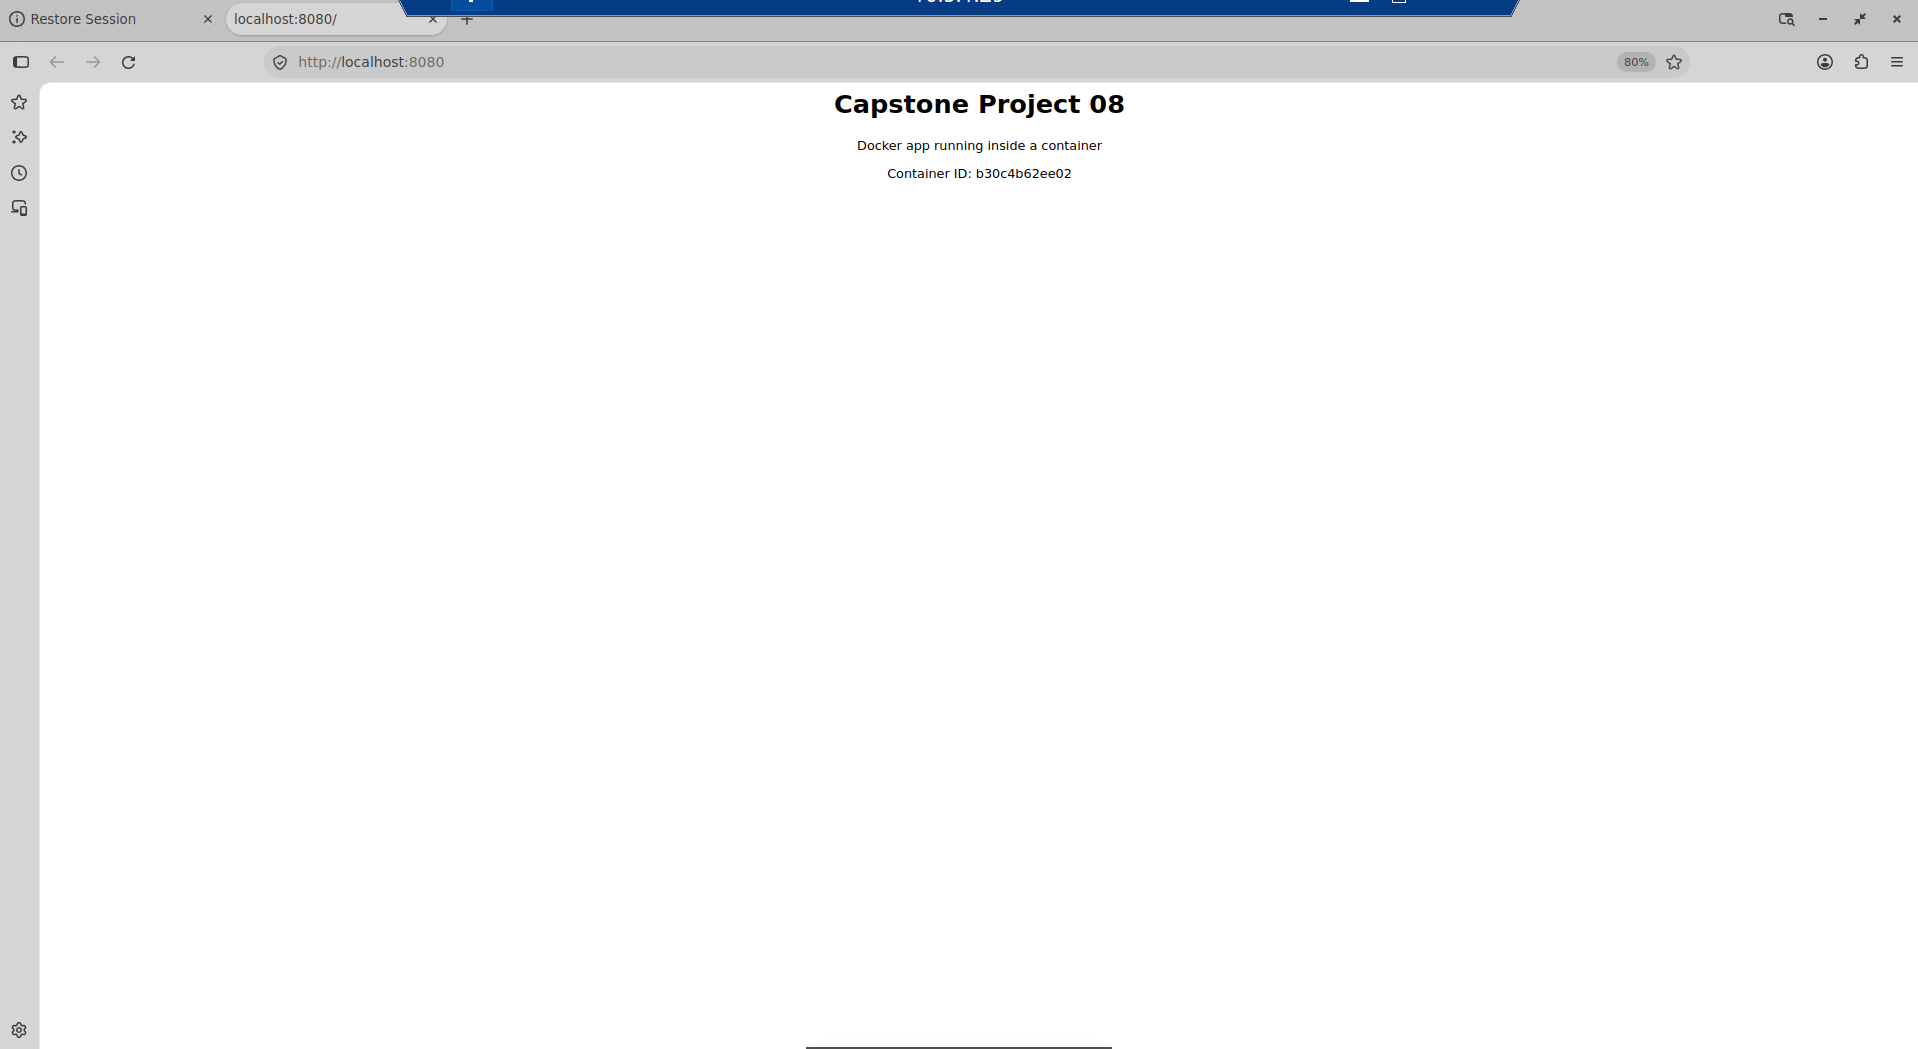 Restore Session
localhost:8080/
http://localhost:8080
80%
Capstone Project 08
Docker app running inside a container
Container ID: b30c4b62ee02